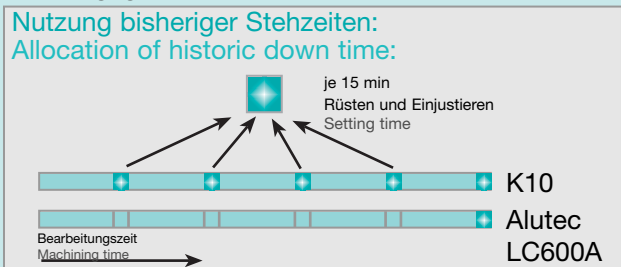 Nutzung bisheriger Stehzeiten:
Allocation of historic down time:
je 15 min
Rüsten und Einjustieren
Setting time
K10
Alutec
LC600A
Bearbeitungszeit
Machining time